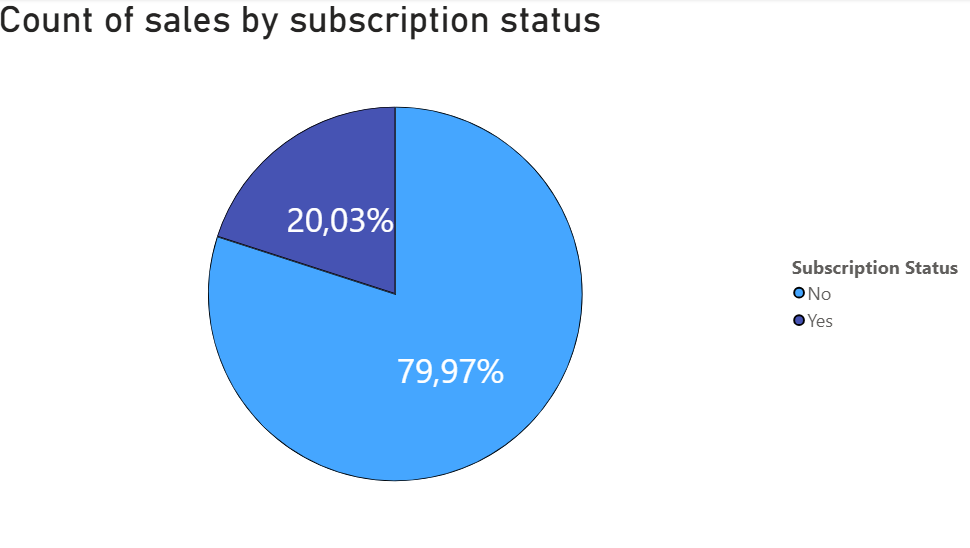 Count of sales by subscription status
20,03%
79,97%
Subscription Status
No
Yes